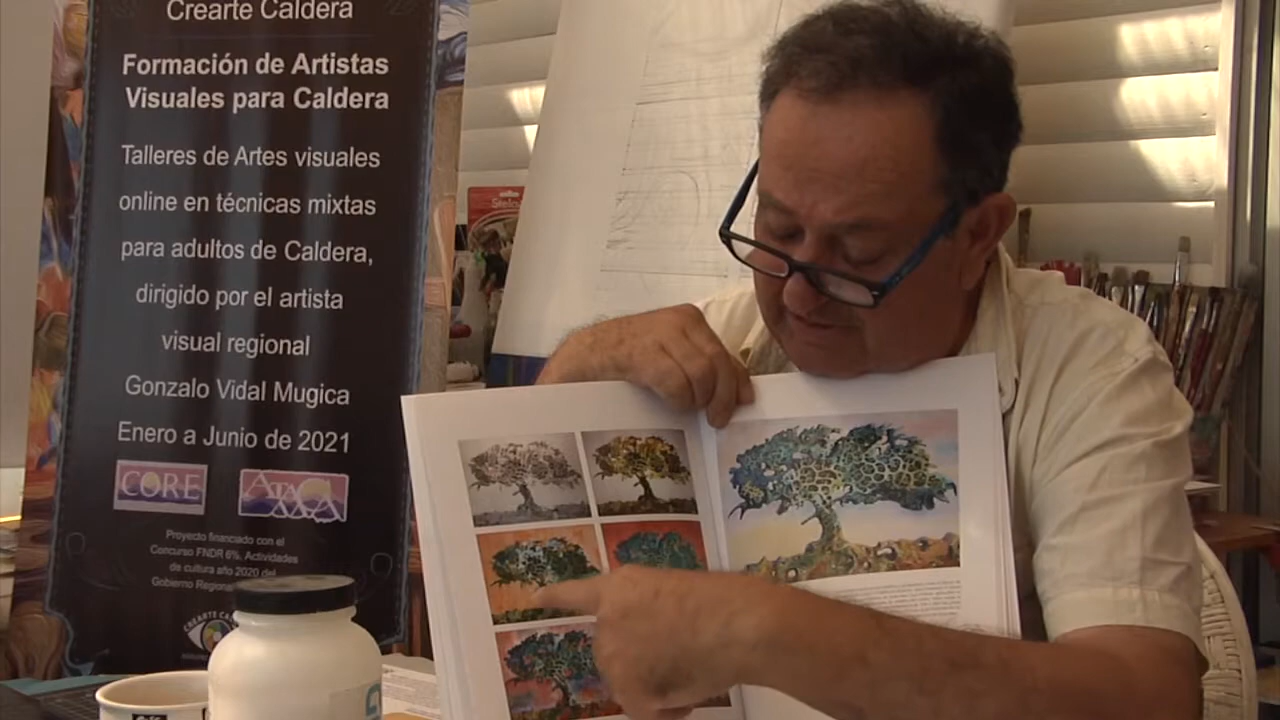 Crearte Caldera
Formación de Artistas
Visuales para Caldera
Talleres de Artes visuales
online en técnicas mixtas
para adultos de Caldera,
dirigido por el artista
visual regional
Gonzalo Vidal Mugica
Enero a Junio de 2021
CORE
ATACAMA
Proyecto financiado con el
Concurso FNDR 6%, Actividades
de cultura año 2020 del
Gobierno Regional